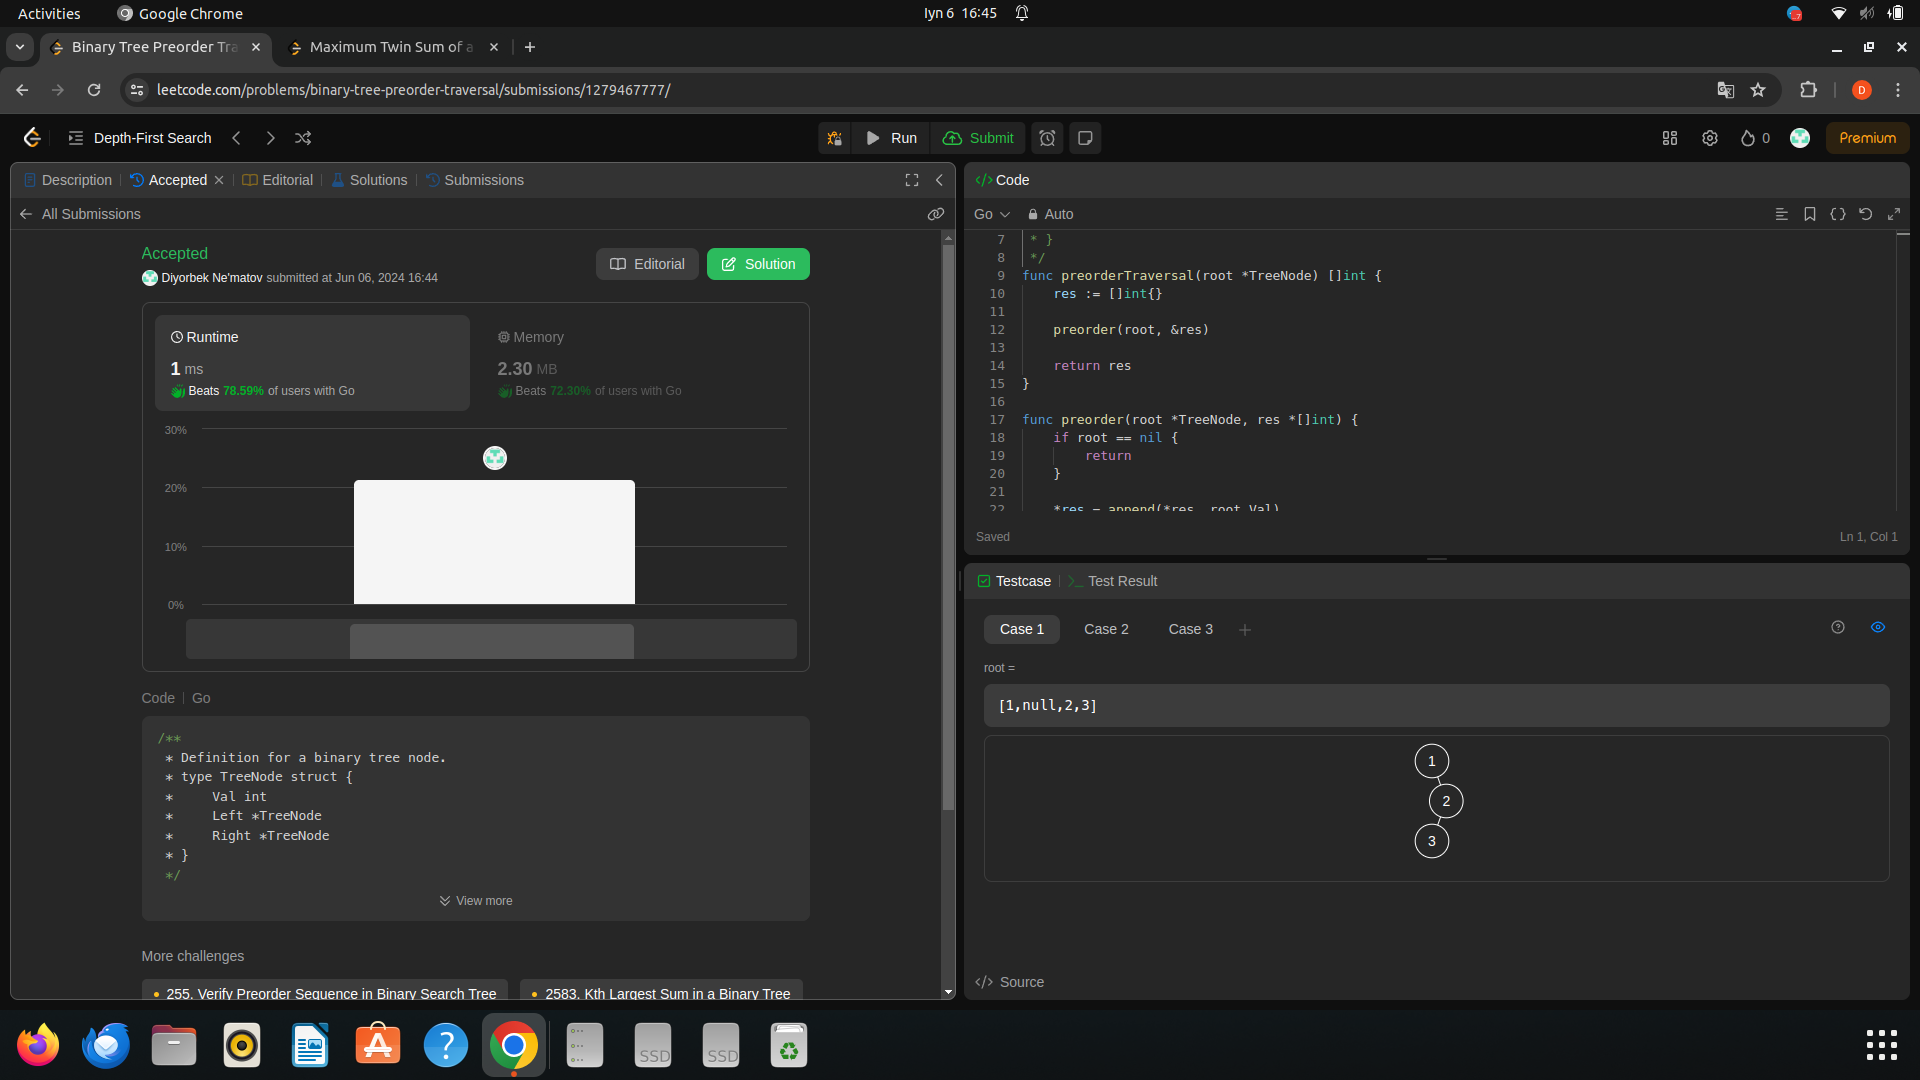 Activities
Google Chrome
Iyn 6 16:45
Binary Tree Preorder Tra
Maximum Twin Sum of a
leetcode.com/problems/binary-tree-preorder-traversal/submissions/1279467777/
D
Depth-First Search
Run
Submit
0
Premium
Description
Accepted
Editorial
Solutions
Submissions
All Submissions
Accepted
Diyorbek Ne'matov submitted at Jun 06, 2024 16:44
Editorial
Solution
Runtime
1 ms
Beats 78.59% of users with Go
Memory
2.30 MB
Beats 72.30% of users with Go
30%
20%
10%
0%
Code
Go
/**
* Definition for a binary tree node.
* type TreeNode struct {
*     Val int
*     Left *TreeNode
*     Right *TreeNode
* }
*/
View more
More challenges
255. Verify Preorder Sequence in Binary Search Tree
2583. Kth Largest Sum in a Binary Tree
</> Code
Go
Auto
7 * }
8 */
9 func preorderTraversal(root *TreeNode) []int {
10     res := []int{}
11
12     preorder(root, &res)
13
14     return res
15 }
16
17 func preorder(root *TreeNode, res *[]int) {
18     if root == nil {
19         return
20     }
21
22     *res = append(*res, root.Val)
Saved
Ln 1, Col 1
Testcase
Test Result
Case 1
Case 2
Case 3
root =
[1,null,2,3]
1
2
3
</> Source
SSD
SSD